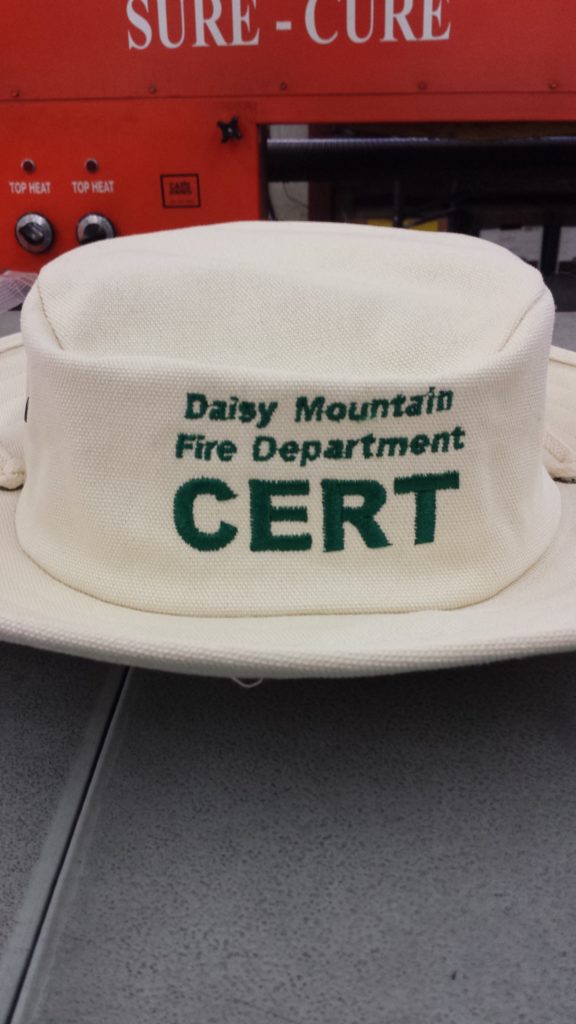 SURE - CURE
TOP HEAT TOP HEAT
Daisy Mountain
Fire Department
CERT